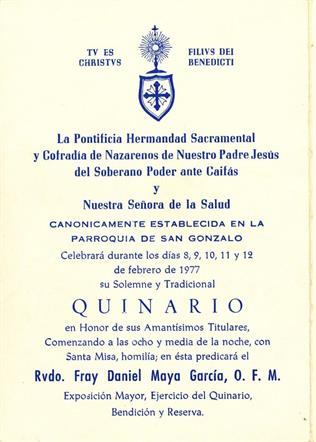 TV ES FILIVS DEI
CHRISTVS BENEDICTI
La Pontificia Hermandad Sacramental
y Cofradía de Nazarenos de Nuestro Padre Jesús
del Soberano Poder ante Caifás
y
Nuestra Señora de la Salud
CANONICAMENTE ESTABLECIDA EN LA
PARROQUIA DE SAN GONZALO
Celebrará durante los días 8, 9, 10, 11 y 12
de febrero de 1977
su Solemne y Tradicional
QUINARIO
en Honor de sus Amantísimos Titulares,
Comenzando a las ocho y media de la noche, con
Santa Misa, homilía; en ésta predicará el
Rvdo. Fray Daniel Maya García, O. F. M.
Exposición Mayor, Ejercicio del Quinario,
Bendición y Reserva.